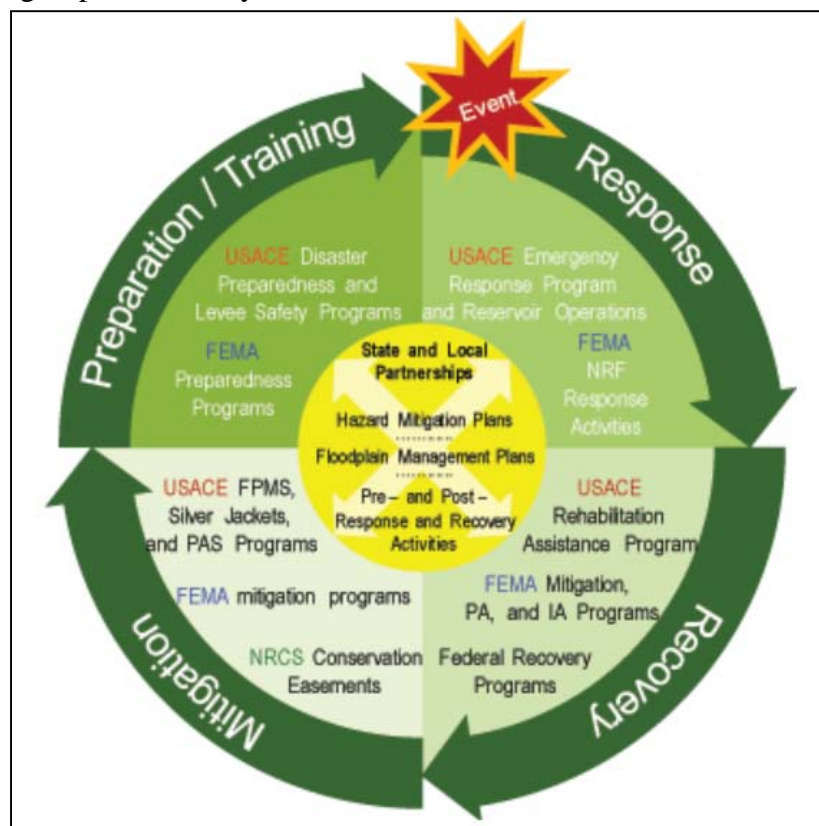 Event
Preparation / Training
Response
USACE Disaster
Preparedness and
Levee Safety Programs
FEMA
Preparedness
Programs
USACE Emergency
Response Program
and Reservoir Operations
FEMA
NRF
Response
Activities
State and Local
Partnerships
Hazard Mitigation Plans
Floodplain Management Plans
Pre – and Post –
Response and Recovery
Activities
USACE FPMS,
Silver Jackets,
and PAS Programs
FEMA mitigation programs
NRCS Conservation
Easements
USACE
Rehabilitation
Assistance Program
FEMA Mitigation,
PA, and IA Programs
Federal Recovery
Programs
Mitigation
Recovery